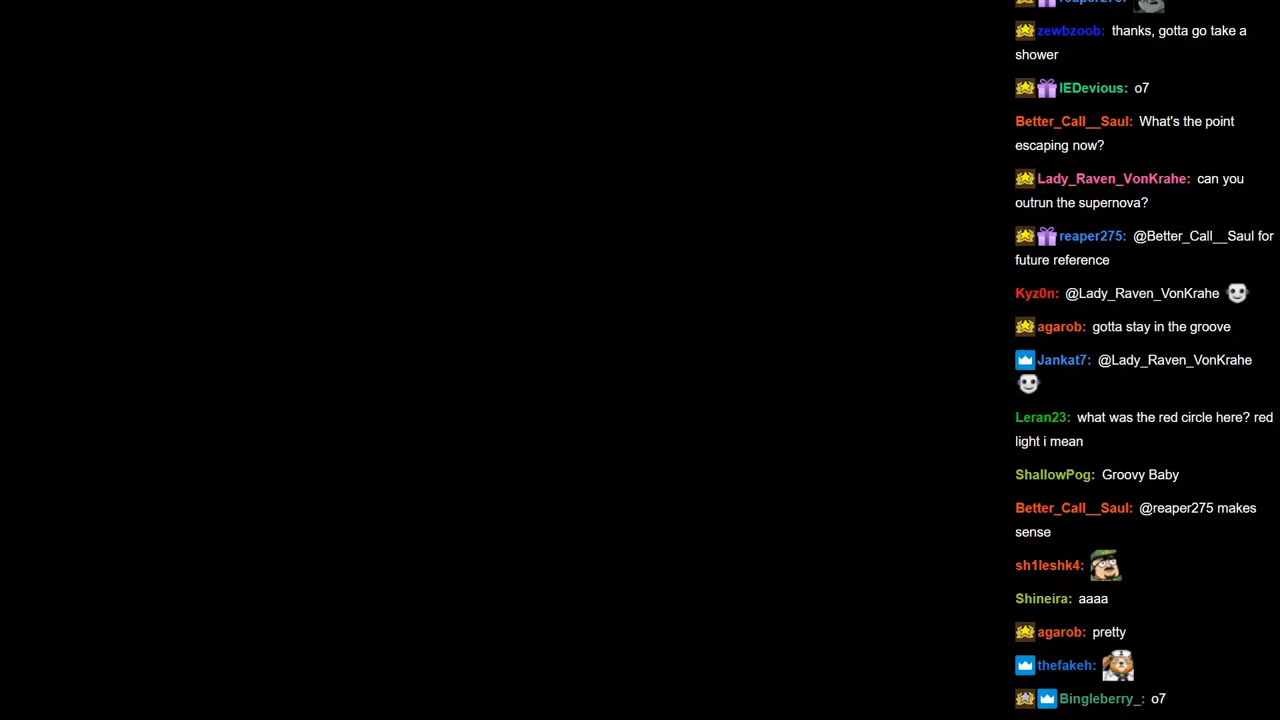 reaper275:
zewbzoob: thanks, gotta go take a
shower
IEDevious: o7
Better_Call__Saul: What's the point
escaping now?
Lady_Raven_VonKrahe: can you
outrun the supernova?
reaper275: @Better_Call__Saul for
future reference
Kyz0n: @Lady_Raven_VonKrahe
agarob: gotta stay in the groove
Jankat7: @Lady_Raven_VonKrahe
Leran23: what was the red circle here? red
light i mean
ShallowPog: Groovy Baby
Better_Call__Saul: @reaper275 makes
sense
sh1leshk4:
Shineira: aaaa
agarob: pretty
thefakeh:
Bingleberry_: o7